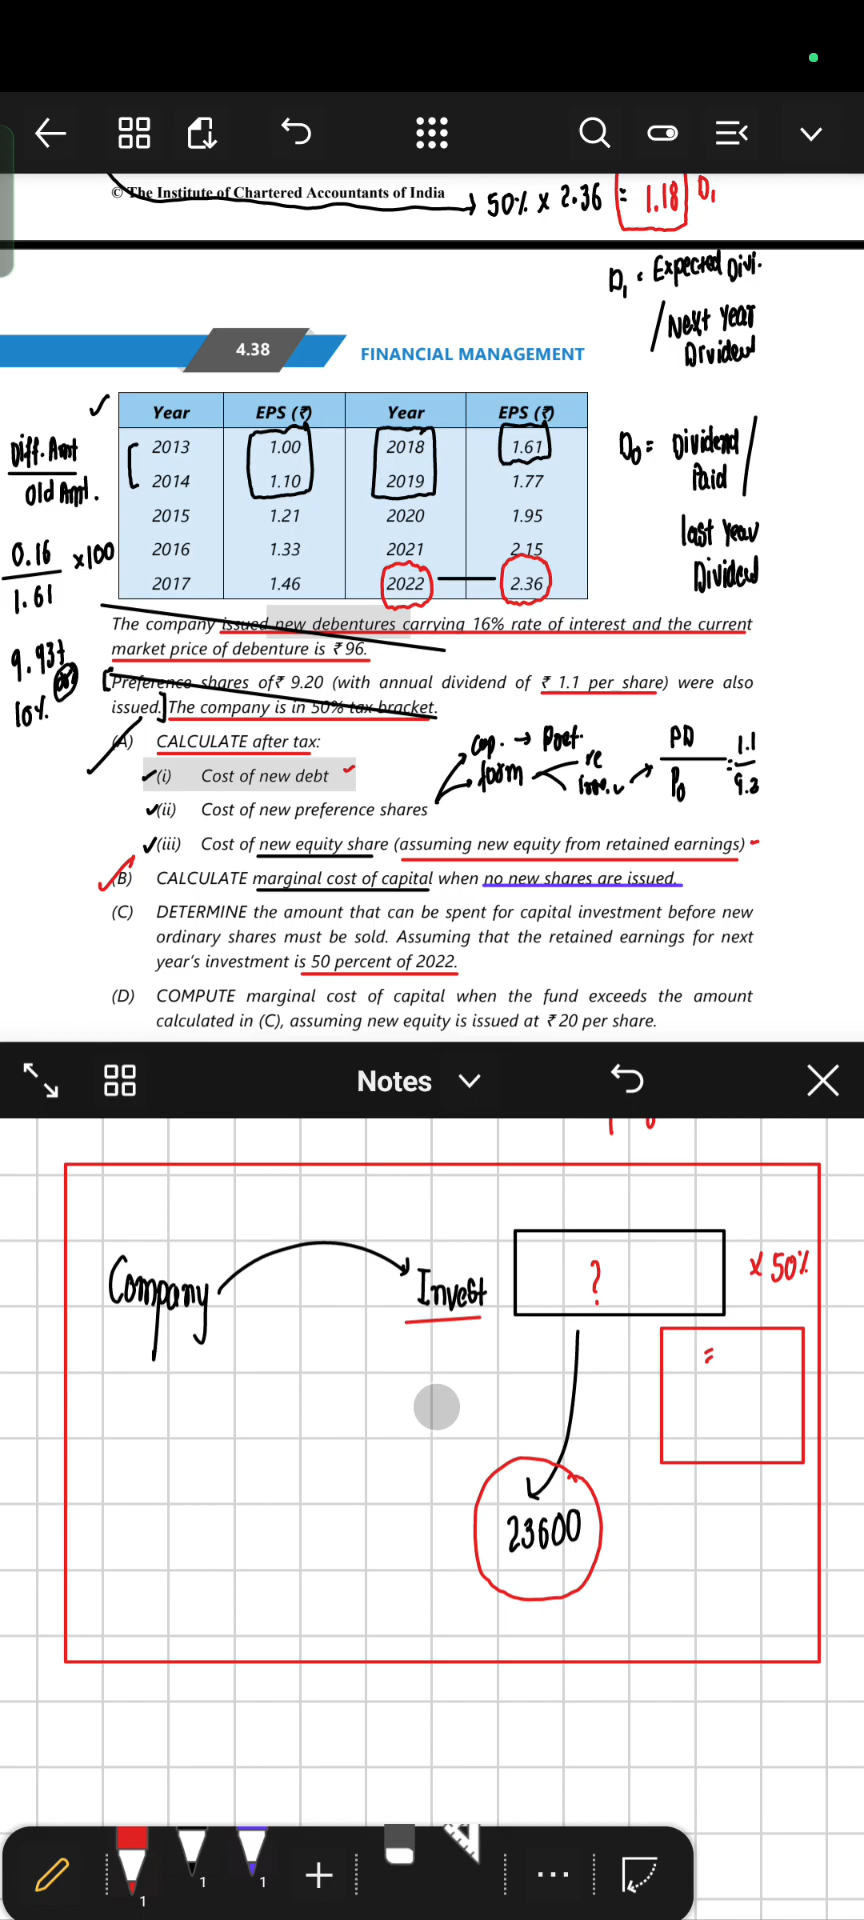 © The Institute of Chartered Accountants of India
50% x 2.36 = 1.18 D₁
D₁ = Expected Divi.
/ Next Year
Dividend
4.38
FINANCIAL MANAGEMENT
Year EPS (₹) Year EPS (₹)
2013 1.00 2018 1.61
2014 1.10 2019 1.77
2015 1.21 2020 1.95
2016 1.33 2021 2.15
2017 1.46 2022 2.36
Diff. Amt
Old Amt.
0.16 x100
1.61
9.93%
10%
D₀ = Dividend /
Paid
last year
Dividend
The company issued new debentures carrying 16% rate of interest and the current
market price of debenture is ₹ 96.
Preference shares of ₹ 9.20 (with annual dividend of ₹ 1.1 per share) were also
issued. The company is in 50% tax bracket.
(A) CALCULATE after tax:
(i) Cost of new debt
(ii) Cost of new preference shares
(iii) Cost of new equity share (assuming new equity from retained earnings)
Pref.
form
re
PD
P₀
= 1.1
9.2
(B) CALCULATE marginal cost of capital when no new shares are issued.
(C) DETERMINE the amount that can be spent for capital investment before new
ordinary shares must be sold. Assuming that the retained earnings for next
year's investment is 50 percent of 2022.
(D) COMPUTE marginal cost of capital when the fund exceeds the amount
calculated in (C), assuming new equity is issued at ₹ 20 per share.
Notes
Company Invest ? x 50%
=
23600
1
1
1